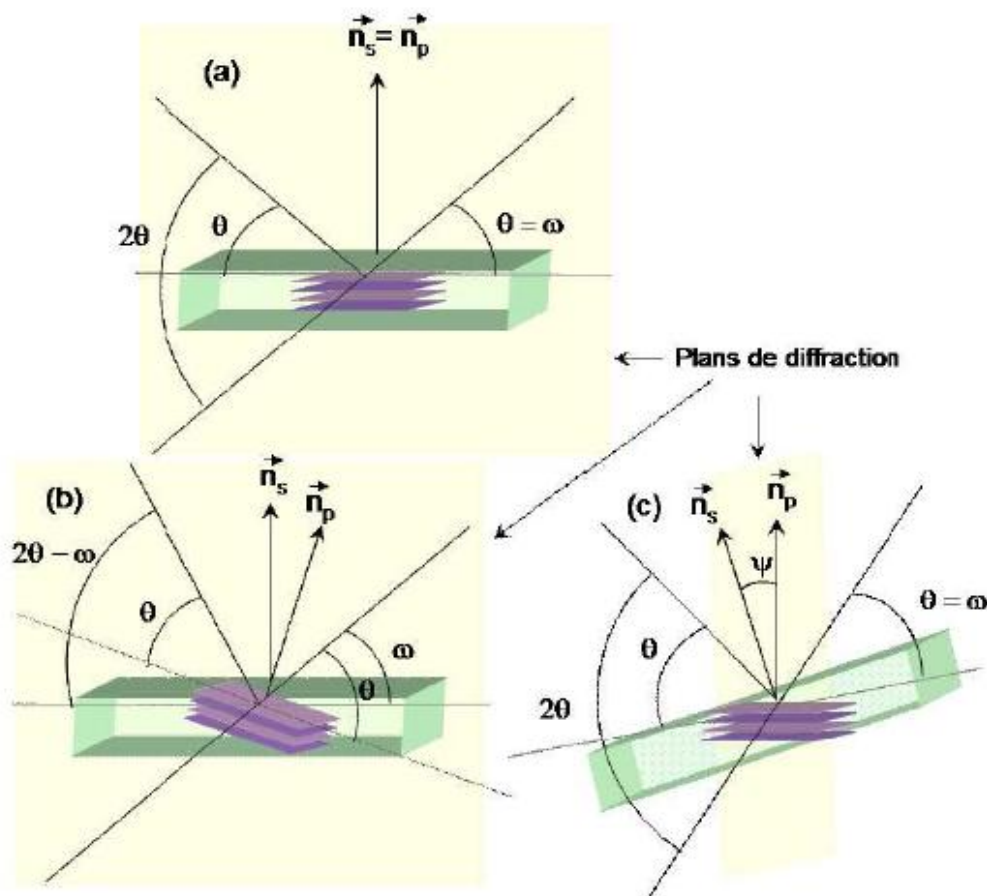 (a)
n⃗s = n⃗p
2θ
θ
θ = ω
Plans de diffraction
(b)
n⃗s
n⃗p
2θ − ω
θ
ω
θ
(c)
n⃗s
n⃗p
ψ
θ = ω
θ
2θ